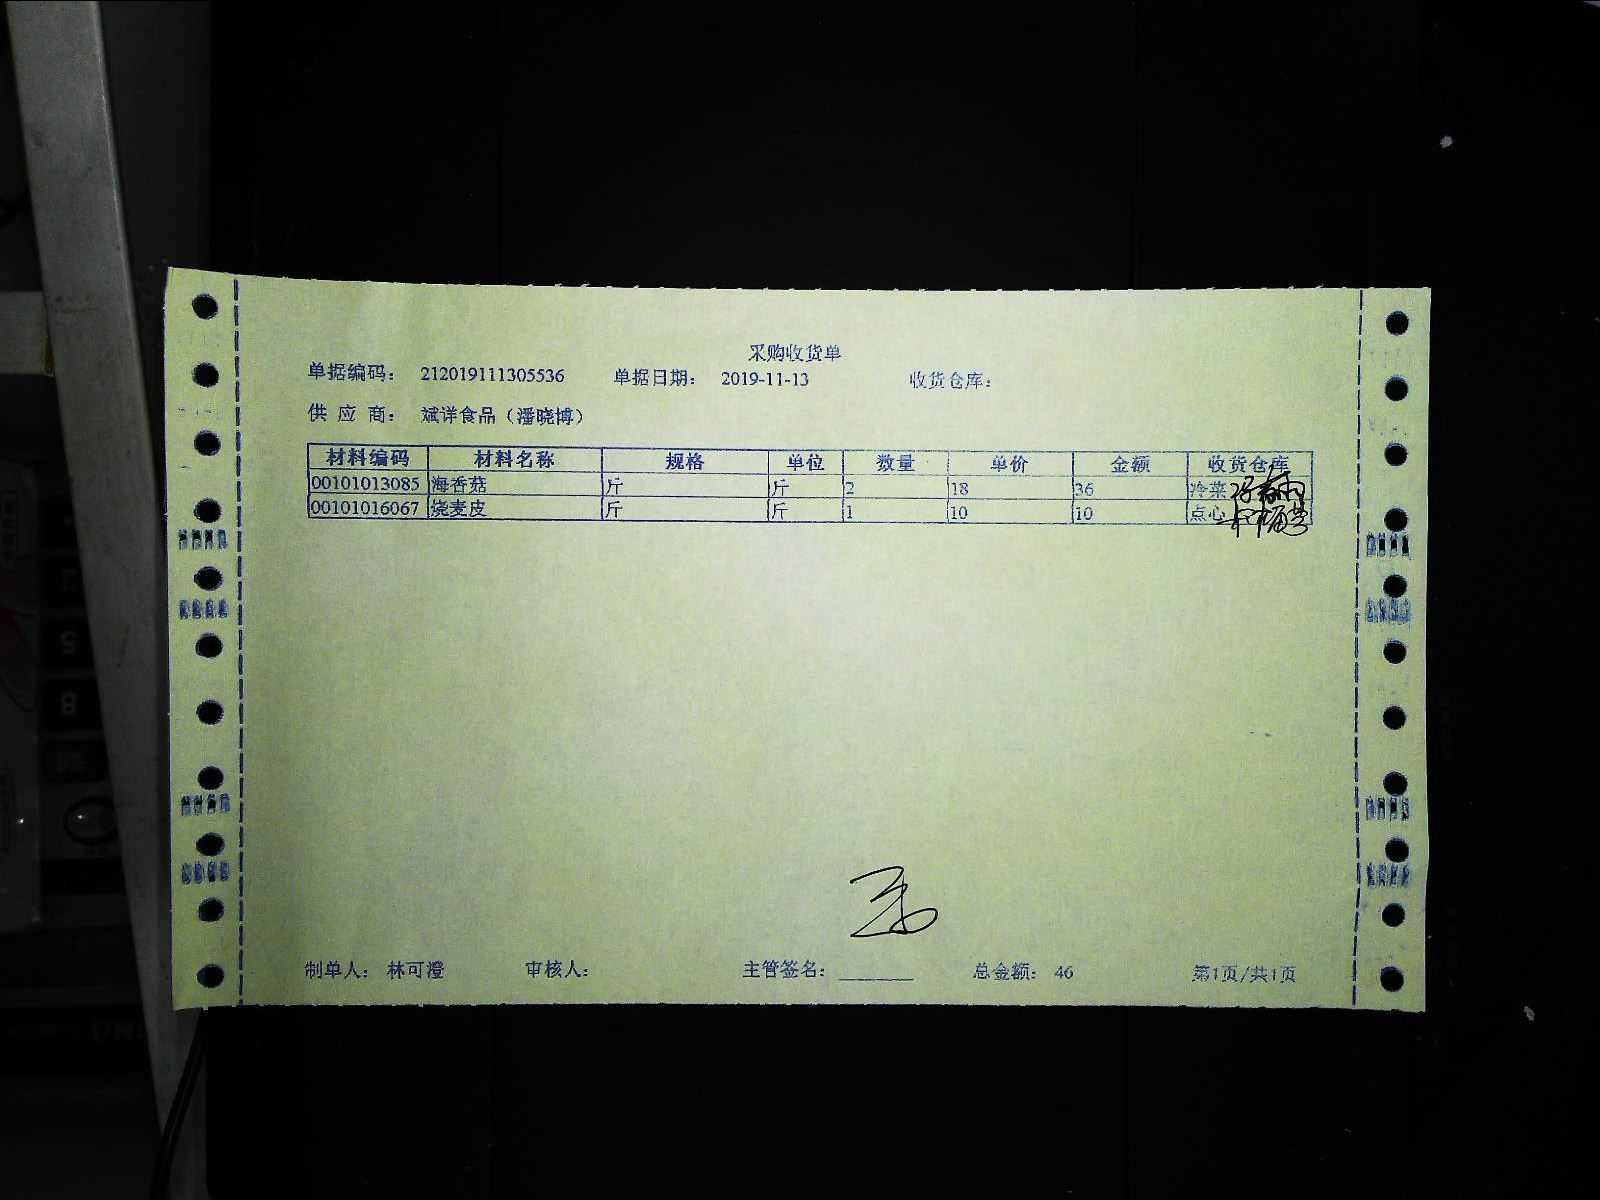 采购收货单
单据编码： 212019111305536 单据日期： 2019-11-13 收货仓库：
供 应 商： 斌详食品（潘晓博）
材料编码 材料名称 规格 单位 数量 单价 金额 收货仓库
00101013085 海香菇 斤 斤 2 18 36 冷菜
00101016067 烧麦皮 斤 斤 1 10 10 点心
制单人： 林可澄 审核人： 主管签名： 总金额： 46 第1页/共1页